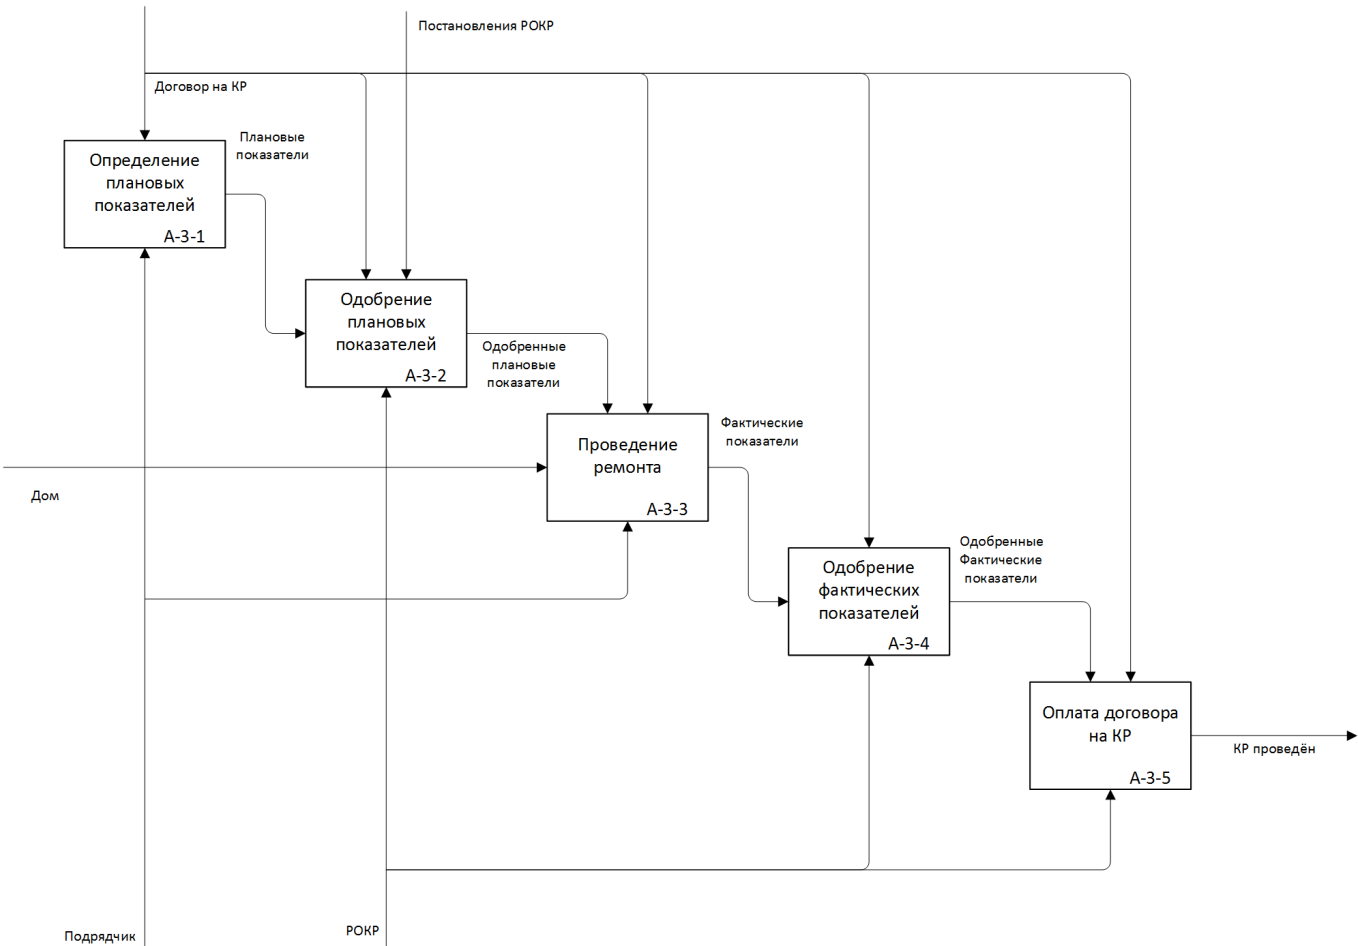 Постановления РОКР
Договор на КР
Плановые
показатели
Определение
плановых
показателей
А-3-1
Одобрение
плановых
показателей
А-3-2
Одобренные
плановые
показатели
Фактические
показатели
Проведение
ремонта
А-3-3
Дом
Одобренные
Фактические
показатели
Одобрение
фактических
показателей
А-3-4
Оплата договора
на КР
А-3-5
КР проведён
РОКР
Подрядчик